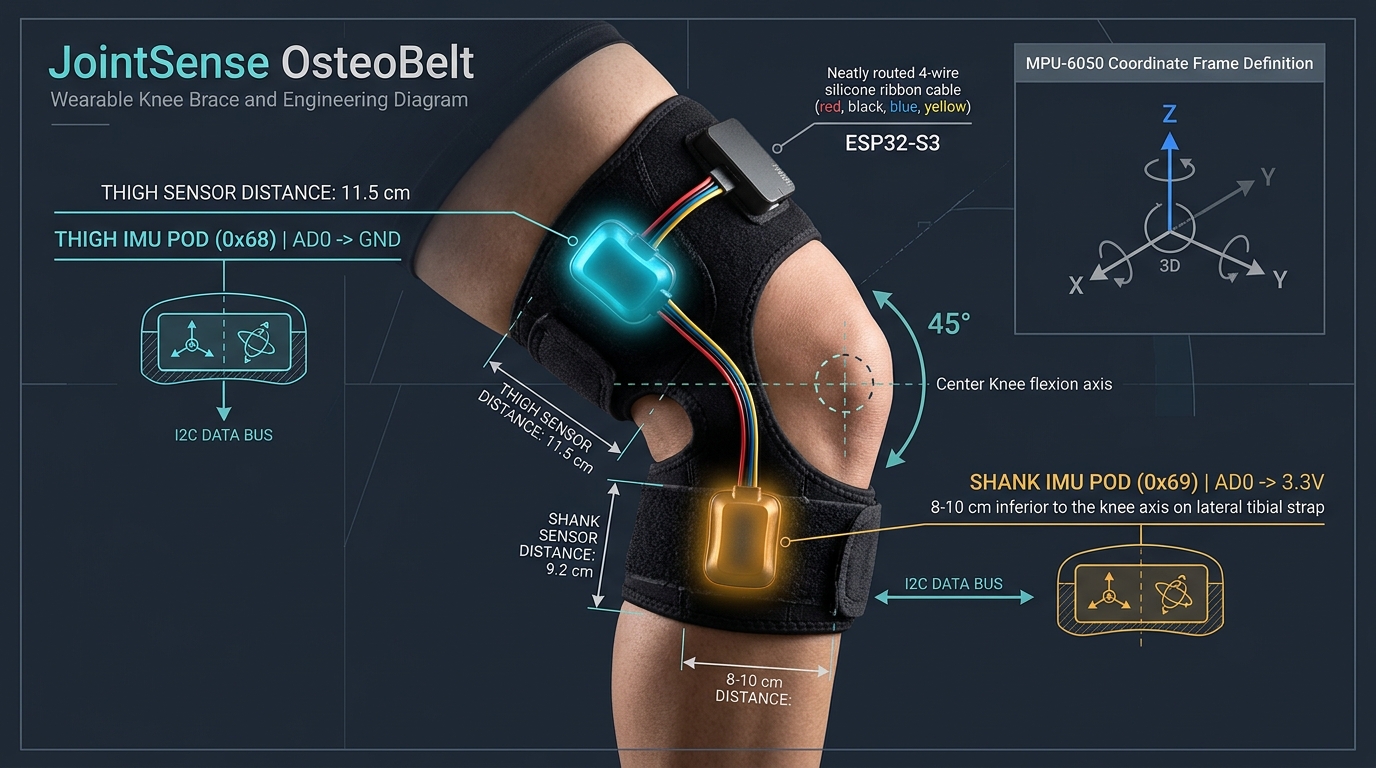 JointSense OsteoBelt
Wearable Knee Brace and Engineering Diagram
THIGH SENSOR DISTANCE: 11.5 cm
THIGH IMU POD (0x68) | AD0 -> GND
I2C DATA BUS
Neatly routed 4-wire
silicone ribbon cable
(red, black, blue, yellow)
ESP32-S3
MPU-6050 Coordinate Frame Definition
Z
Y
X
3D
Y
45°
Center Knee flexion axis
THIGH SENSOR
DISTANCE: 11.5 cm
SHANK
SENSOR
DISTANCE:
9.2 cm
SHANK IMU POD (0x69) | AD0 -> 3.3V
8-10 cm inferior to the knee axis on lateral tibial strap
I2C DATA BUS
8-10 cm
DISTANCE: